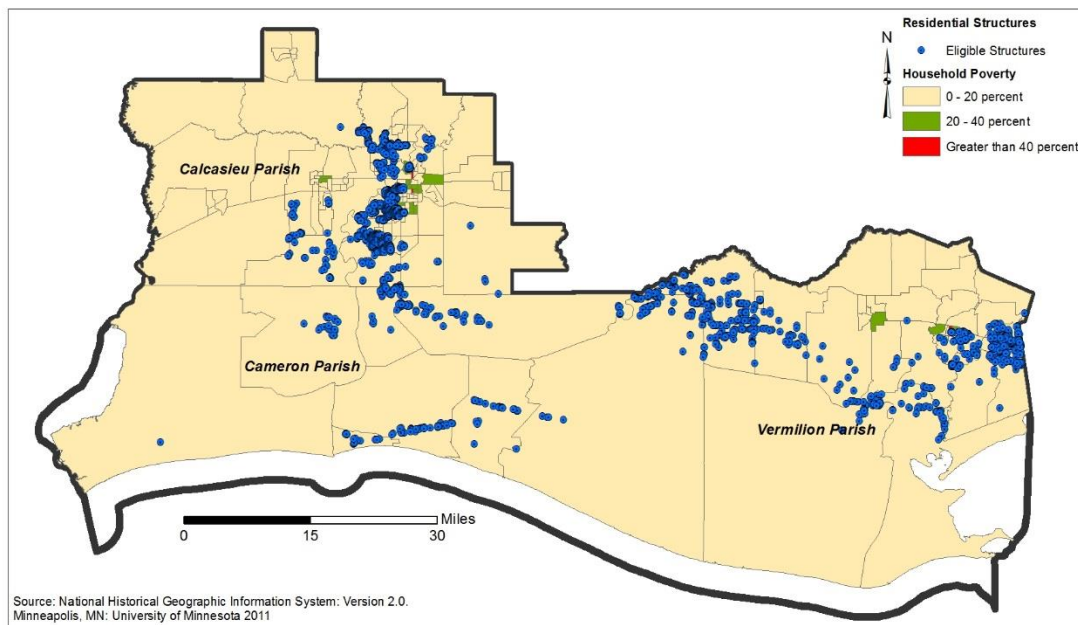 Residential Structures
Eligible Structures
Household Poverty
0 - 20 percent
20 - 40 percent
Greater than 40 percent
N
Calcasieu Parish
Cameron Parish
Vermilion Parish
Miles
0 15 30
Source: National Historical Geographic Information System: Version 2.0.
Minneapolis, MN: University of Minnesota 2011